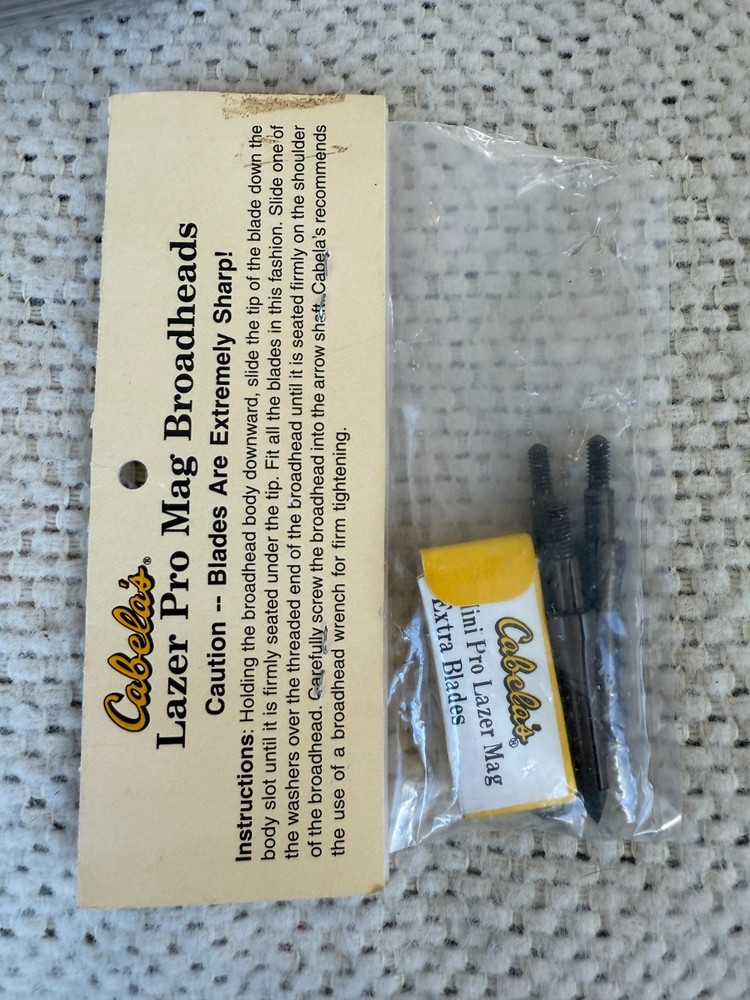 Cabela's®
Lazer Pro Mag Broadheads
Caution -- Blades Are Extremely Sharp!
Instructions: Holding the broadhead body downward, slide the tip of the blade down the
body slot until it is firmly seated under the tip. Fit all the blades in this fashion. Slide one of
the washers over the threaded end of the broadhead until it is seated firmly on the shoulder
of the broadhead. Carefully screw the broadhead into the arrow shaft. Cabela's recommends
the use of a broadhead wrench for firm tightening.
Cabela's®
ini Pro Lazer Mag
Extra Blades